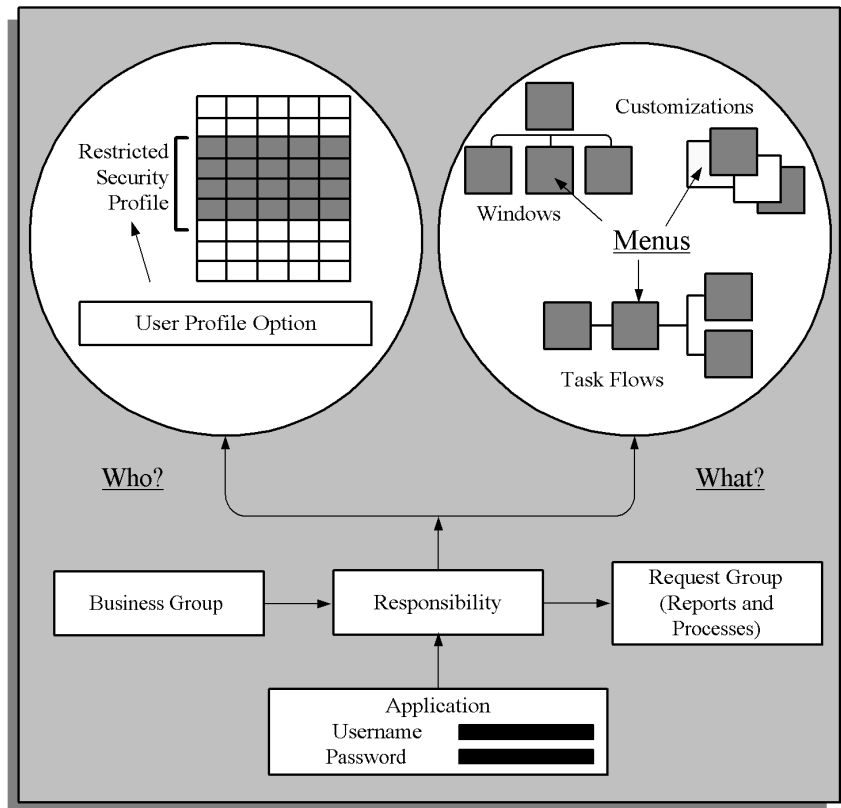 Restricted
Security
Profile
User Profile Option
Customizations
Windows
Menus
Task Flows
Who?
What?
Business Group
Responsibility
Request Group
(Reports and
Processes)
Application
Username
Password